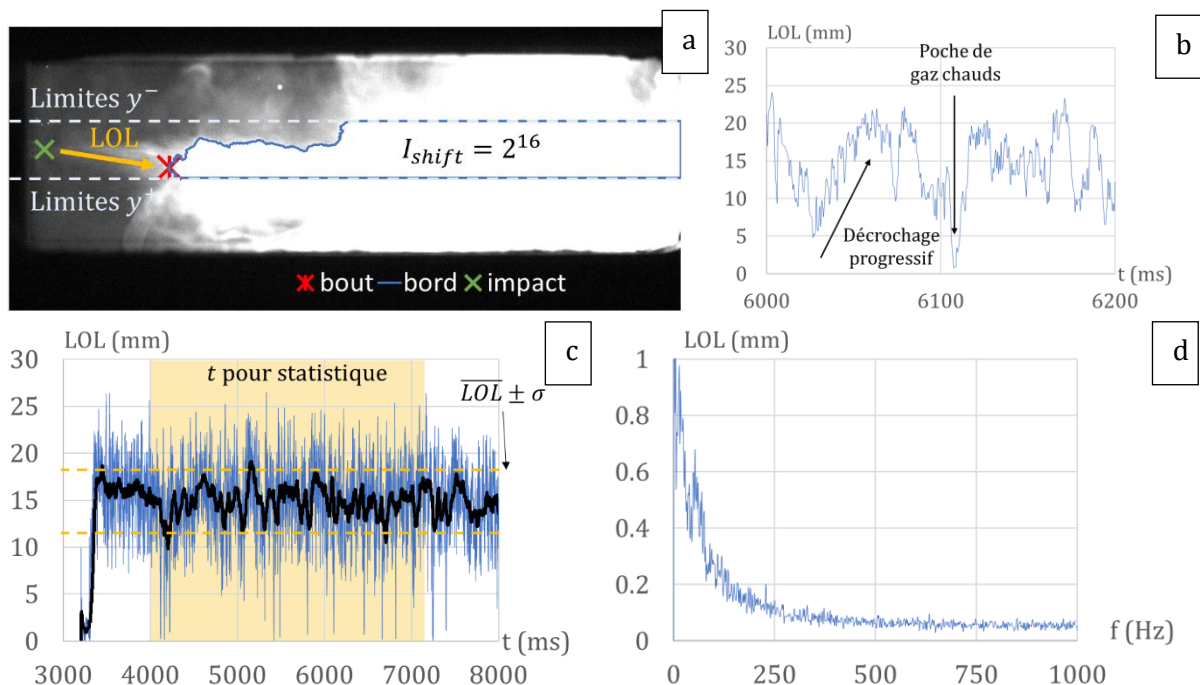 a
Limites y⁻
LOL
I_shift = 2¹⁶
Limites y⁺
bout bord impact
b
LOL (mm)
30
25
20
15
10
5
0
Poche de
gaz chauds
Décrochage
progressif
t (ms)
6000 6100 6200
c
LOL (mm)
30
25
20
15
10
5
0
t pour statistique
L̅O̅L̅ ± σ
t (ms)
3000 4000 5000 6000 7000 8000
d
LOL (mm)
1
0.8
0.6
0.4
0.2
0
f (Hz)
0 250 500 750 1000